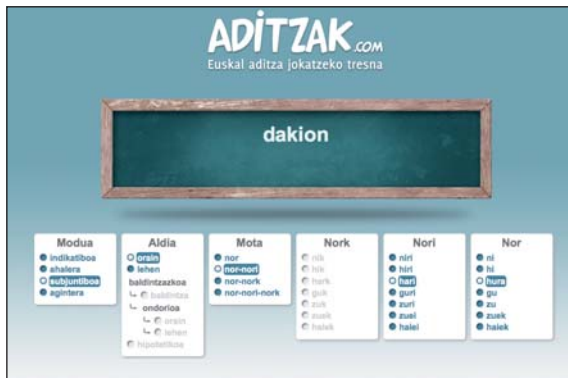 ADiTZAK.COM
Euskal aditza jokatzeko tresna
dakion
Modua
indikatiboa
ahalera
subjuntiboa
agintera
Aldia
orain
lehen
baldintzazkoa
baldintza
ondorioa
orain
lehen
hipotetikoa
Mota
nor
nor-nori
nor-nork
nor-nori-nork
Nork
nik
hik
hark
guk
zuk
zuek
haiek
Nori
niri
hiri
hari
guri
zuri
zuei
haiei
Nor
ni
hi
hura
gu
zu
zuek
haiek